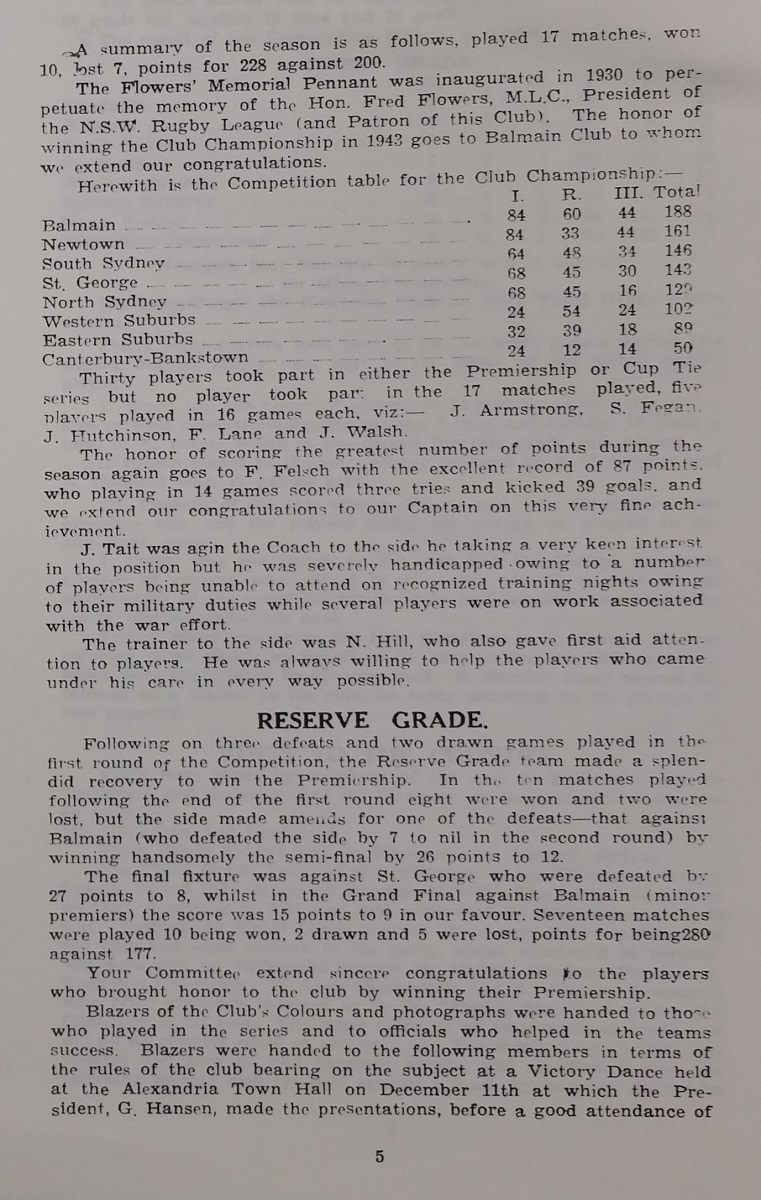 A summary of the season is as follows, played 17 matches, won
10, lost 7, points for 228 against 200.
The Flowers' Memorial Pennant was inaugurated in 1930 to per-
petuate the memory of the Hon. Fred Flowers, M.L.C., President of
the N.S.W. Rugby League (and Patron of this Club). The honor of
winning the Club Championship in 1943 goes to Balmain Club to whom
we extend our congratulations.
Herewith is the Competition table for the Club Championship:—
I. R. III. Total
Balmain 84 60 44 188
Newtown 84 33 44 161
South Sydney 64 48 34 146
St. George 68 45 30 143
North Sydney 68 45 16 129
Western Suburbs 24 54 24 102
Eastern Suburbs 32 39 18 89
Canterbury-Bankstown 24 12 14 50
Thirty players took part in either the Premiership or Cup Tie
series but no player took part in the 17 matches played, five
players played in 16 games each, viz:— J. Armstrong, S. Fegan,
J. Hutchinson, F. Lane and J. Walsh.
The honor of scoring the greatest number of points during the
season again goes to F. Felsch with the excellent record of 87 points,
who playing in 14 games scored three tries and kicked 39 goals, and
we extend our congratulations to our Captain on this very fine ach-
ievement.
J. Tait was agin the Coach to the side he taking a very keen interest
in the position but he was severely handicapped owing to a number
of players being unable to attend on recognized training nights owing
to their military duties while several players were on work associated
with the war effort.
The trainer to the side was N. Hill, who also gave first aid atten-
tion to players. He was always willing to help the players who came
under his care in every way possible.
RESERVE GRADE.
Following on three defeats and two drawn games played in the
first round of the Competition, the Reserve Grade team made a splen-
did recovery to win the Premiership. In the ten matches played
following the end of the first round eight were won and two were
lost, but the side made amends for one of the defeats—that against
Balmain (who defeated the side by 7 to nil in the second round) by
winning handsomely the semi-final by 26 points to 12.
The final fixture was against St. George who were defeated by
27 points to 8, whilst in the Grand Final against Balmain (minor
premiers) the score was 15 points to 9 in our favour. Seventeen matches
were played 10 being won, 2 drawn and 5 were lost, points for being280
against 177.
Your Committee extend sincere congratulations to the players
who brought honor to the club by winning their Premiership.
Blazers of the Club's Colours and photographs were handed to those
who played in the series and to officials who helped in the teams
success. Blazers were handed to the following members in terms of
the rules of the club bearing on the subject at a Victory Dance held
at the Alexandria Town Hall on December 11th at which the Pre-
sident, G. Hansen, made the presentations, before a good attendance of
5